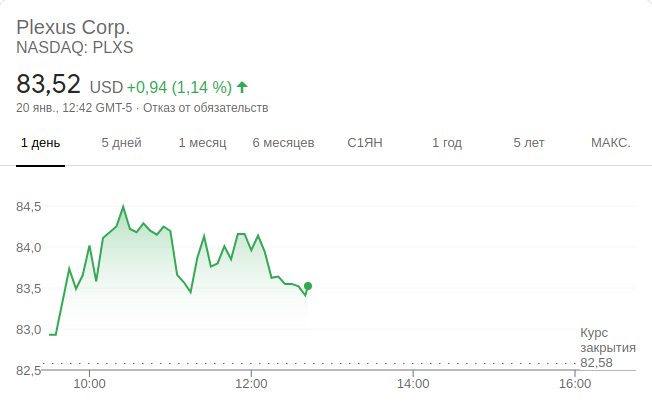 Plexus Corp.
NASDAQ: PLXS
83,52 USD +0,94 (1,14 %)
20 янв., 12:42 GMT-5 · Отказ от обязательств
1 день 5 дней 1 месяц 6 месяцев С1ЯН 1 год 5 лет МАКС.
84,5
84,0
83,5
83,0
Курс
закрытия
82,58
82,5
10:00 12:00 14:00 16:00